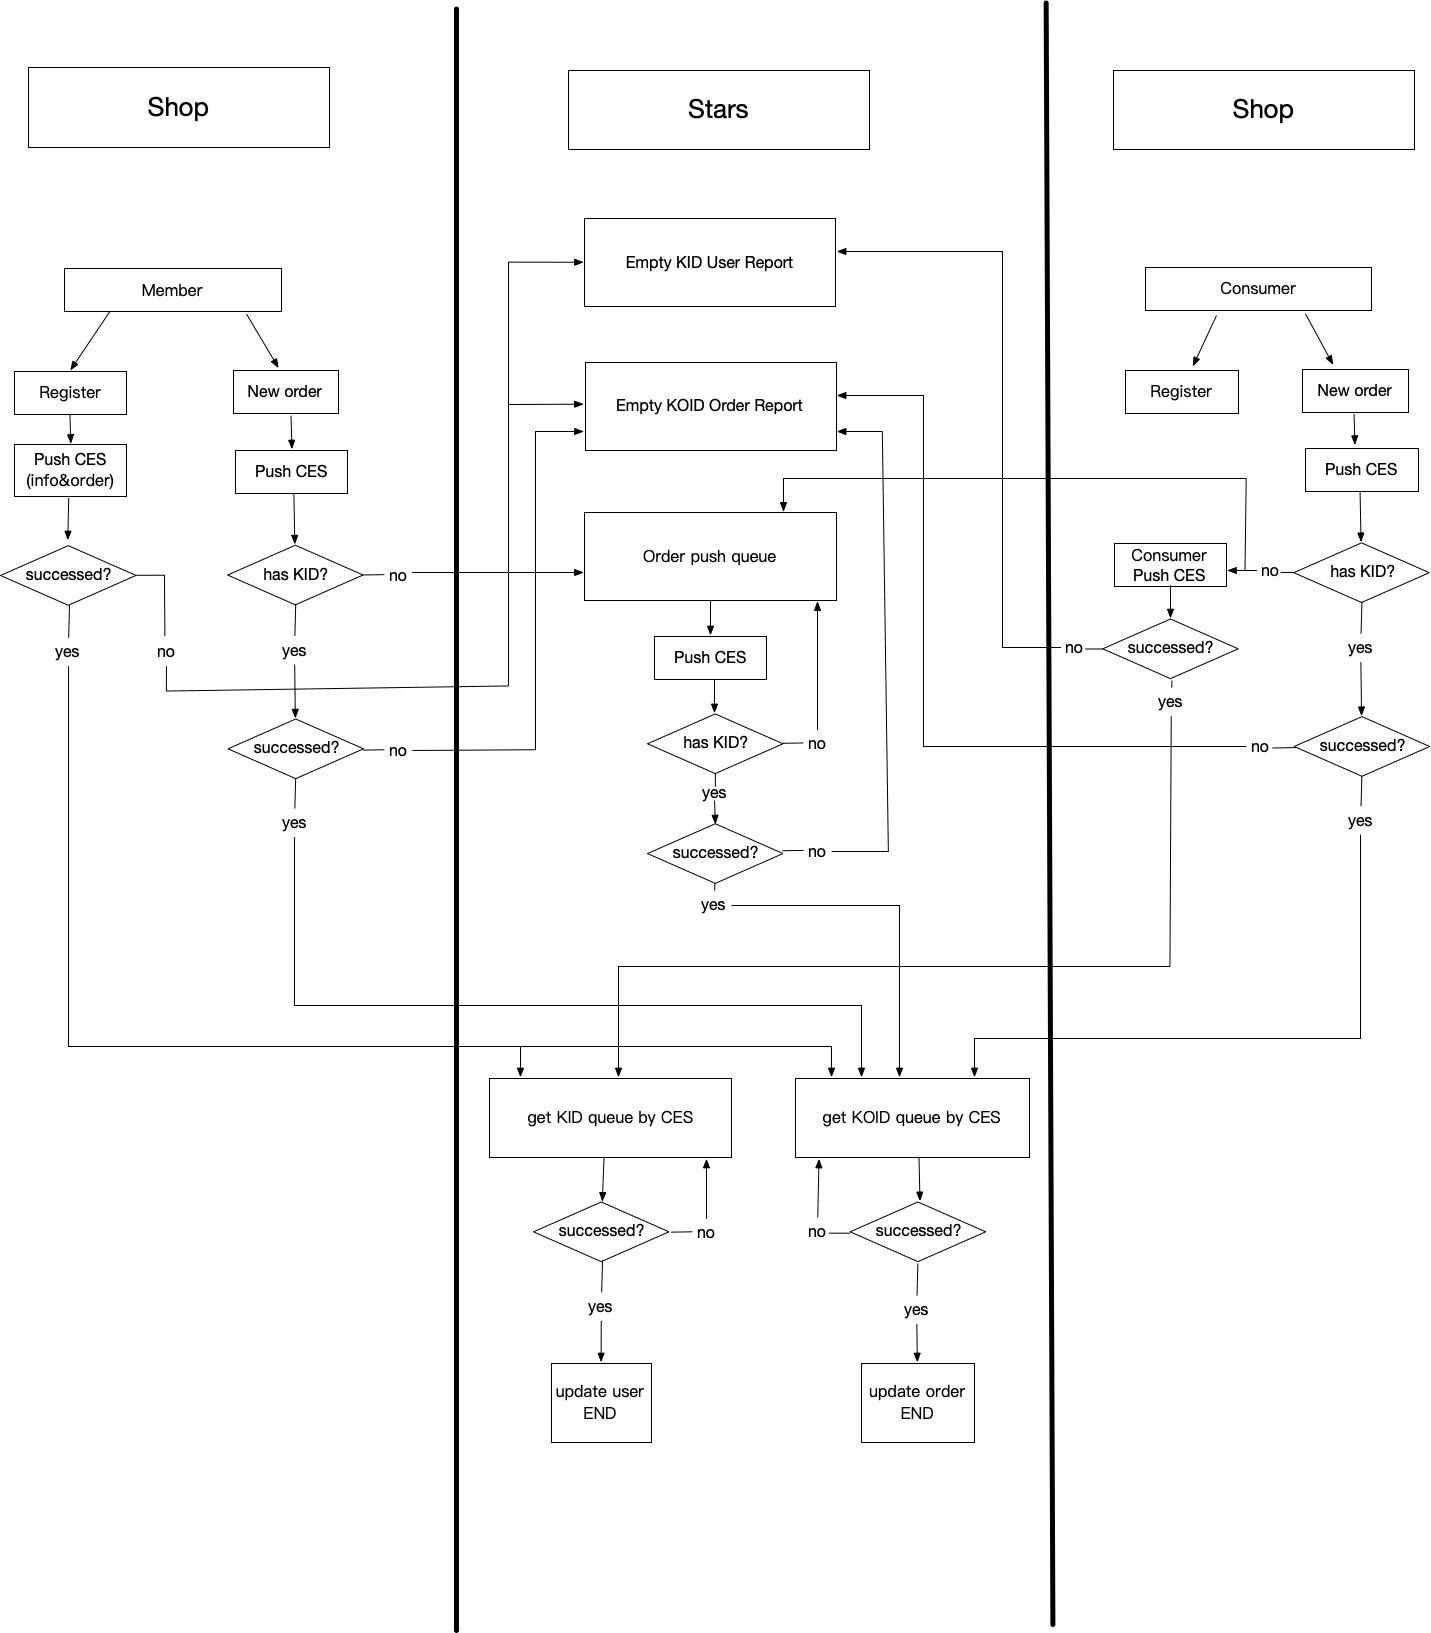 Shop
Stars
Shop
Empty KID User Report
Member
Consumer
Register
New order
Empty KOID Order Report
Register
New order
Push CES
(info&order)
Push CES
Push CES
successed?
has KID?
no
Order push queue
Consumer
Push CES
no
has KID?
yes
no
yes
Push CES
no
successed?
yes
yes
successed?
no
has KID?
no
no
successed?
yes
yes
successed?
no
yes
yes
get KID queue by CES
get KOID queue by CES
successed?
no
no
successed?
yes
yes
update user
END
update order
END